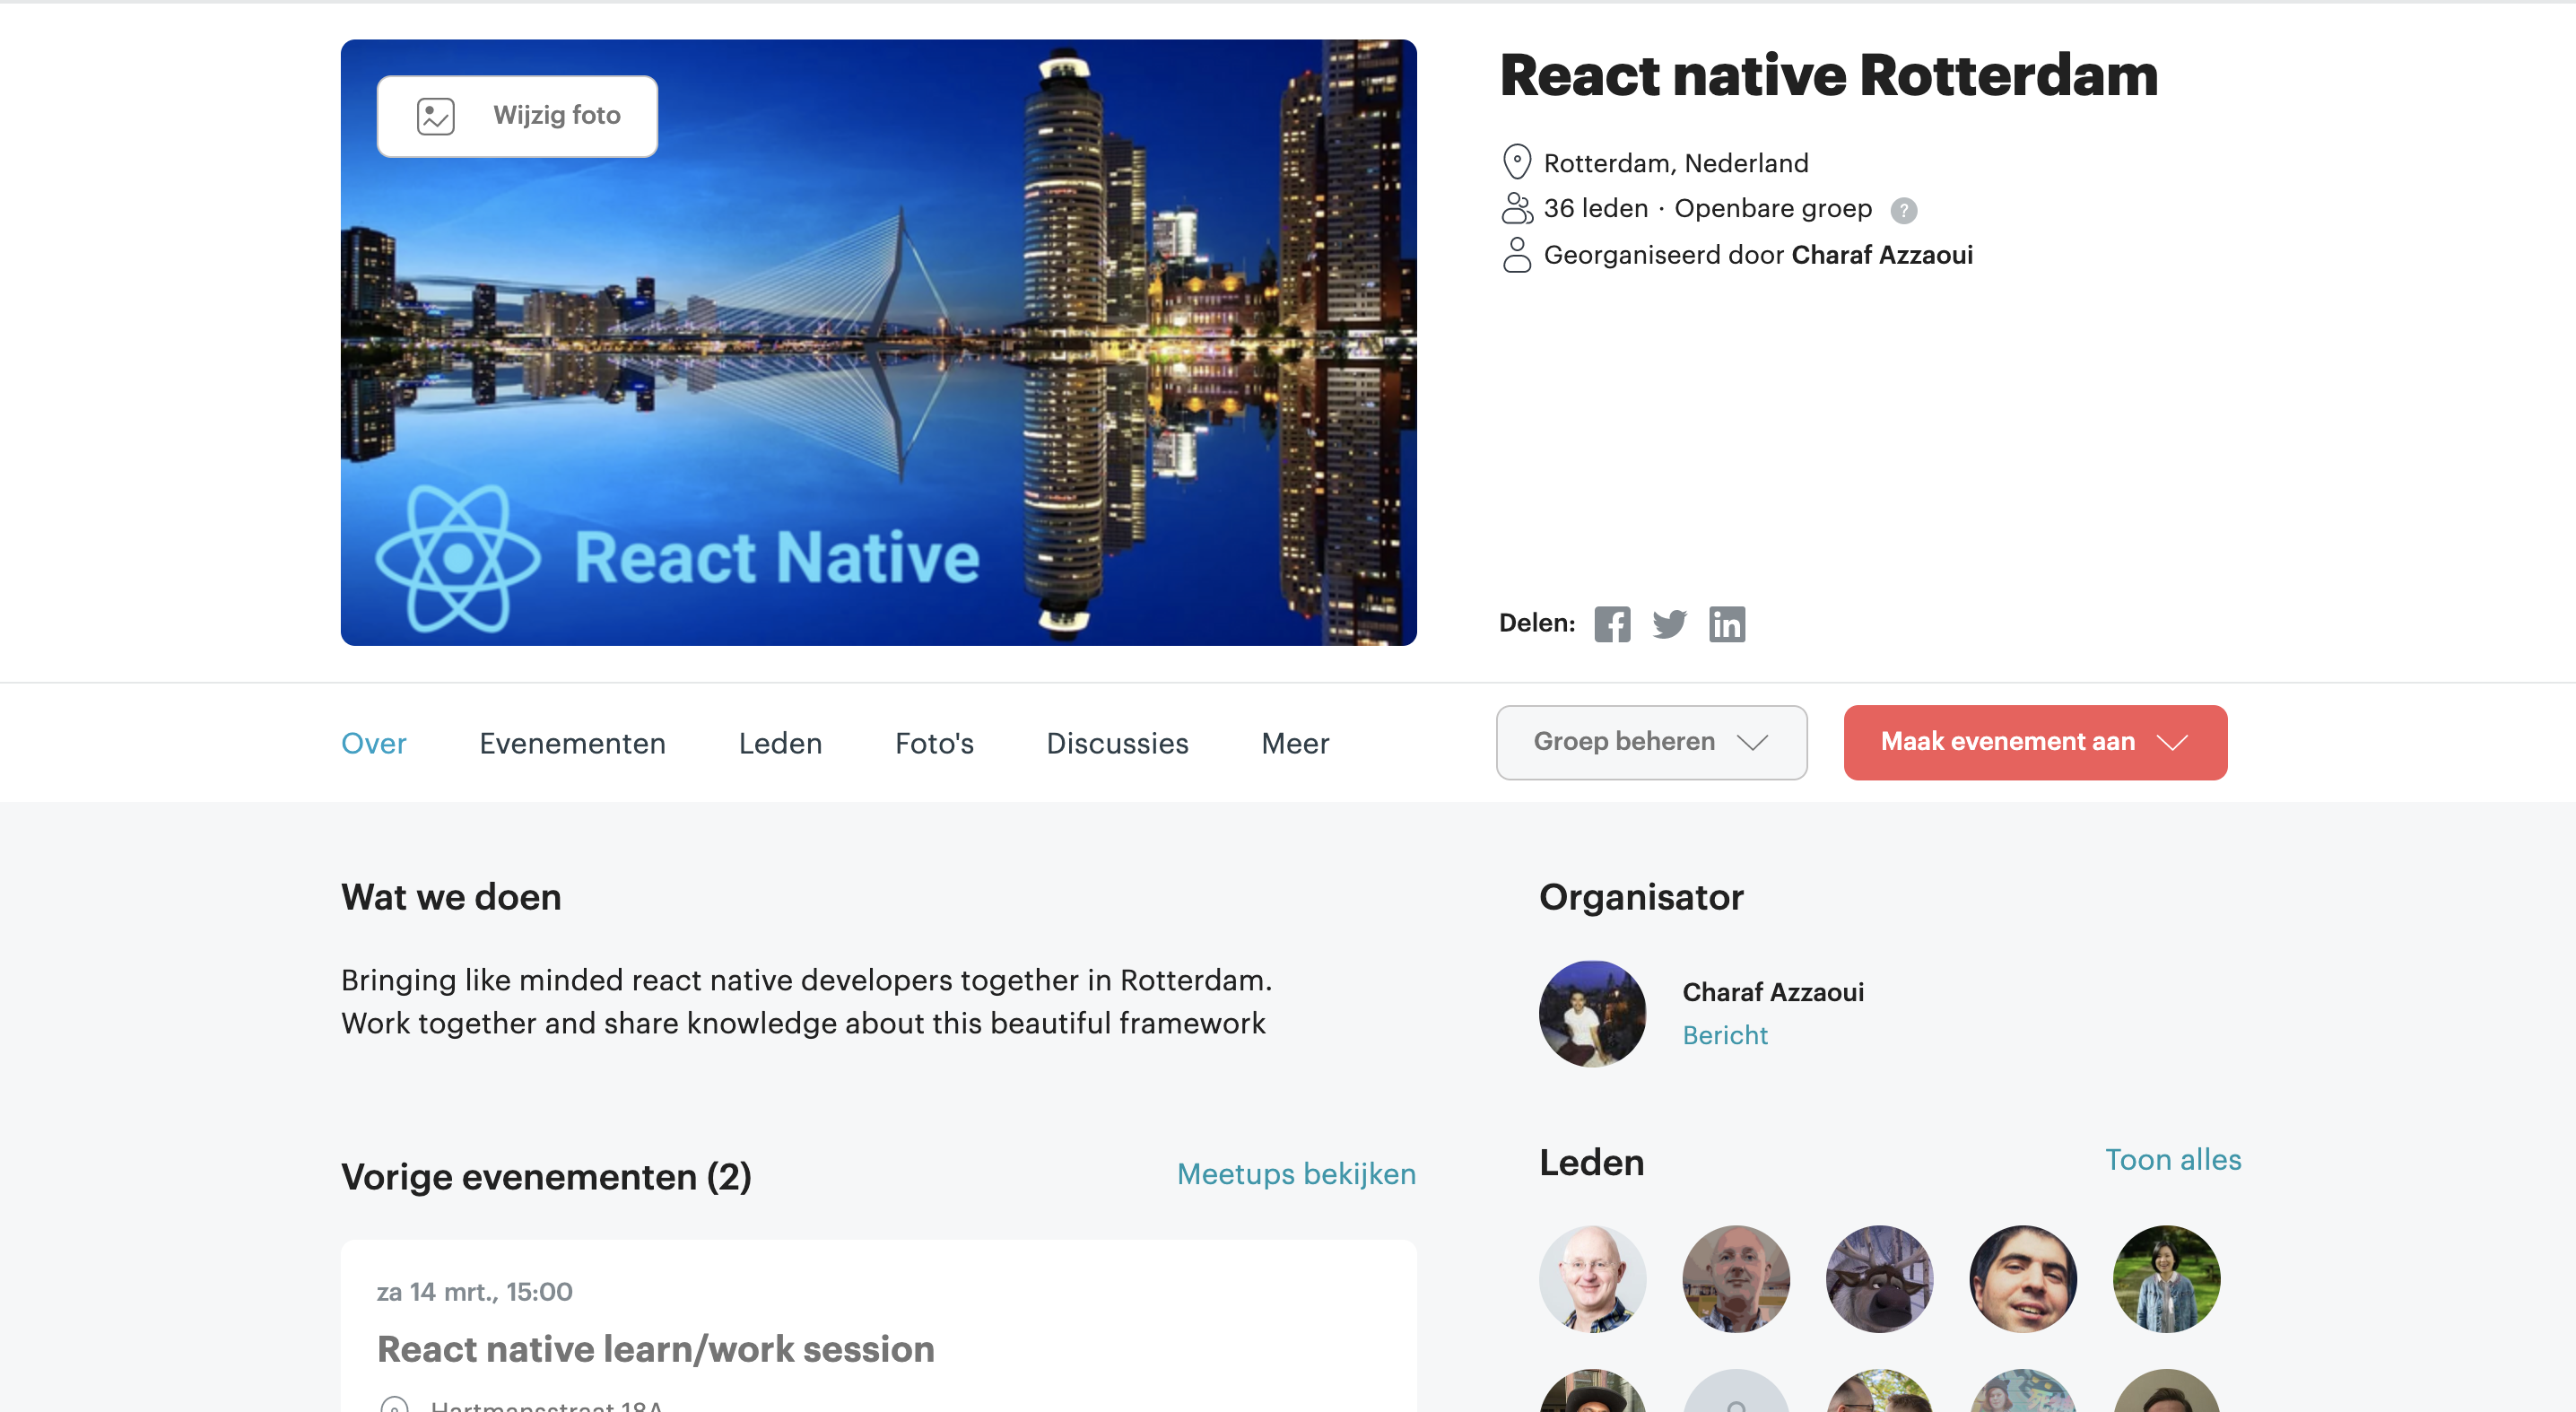 Wijzig foto
React Native
React native Rotterdam
Rotterdam, Nederland
36 leden · Openbare groep ?
Georganiseerd door Charaf Azzaoui
Delen:
Over Evenementen Leden Foto's Discussies Meer
Groep beheren
Maak evenement aan
Wat we doen
Bringing like minded react native developers together in Rotterdam.
Work together and share knowledge about this beautiful framework
Organisator
Charaf Azzaoui
Bericht
Vorige evenementen (2)
Meetups bekijken
za 14 mrt., 15:00
React native learn/work session
Hartmansstraat 18A
Leden
Toon alles